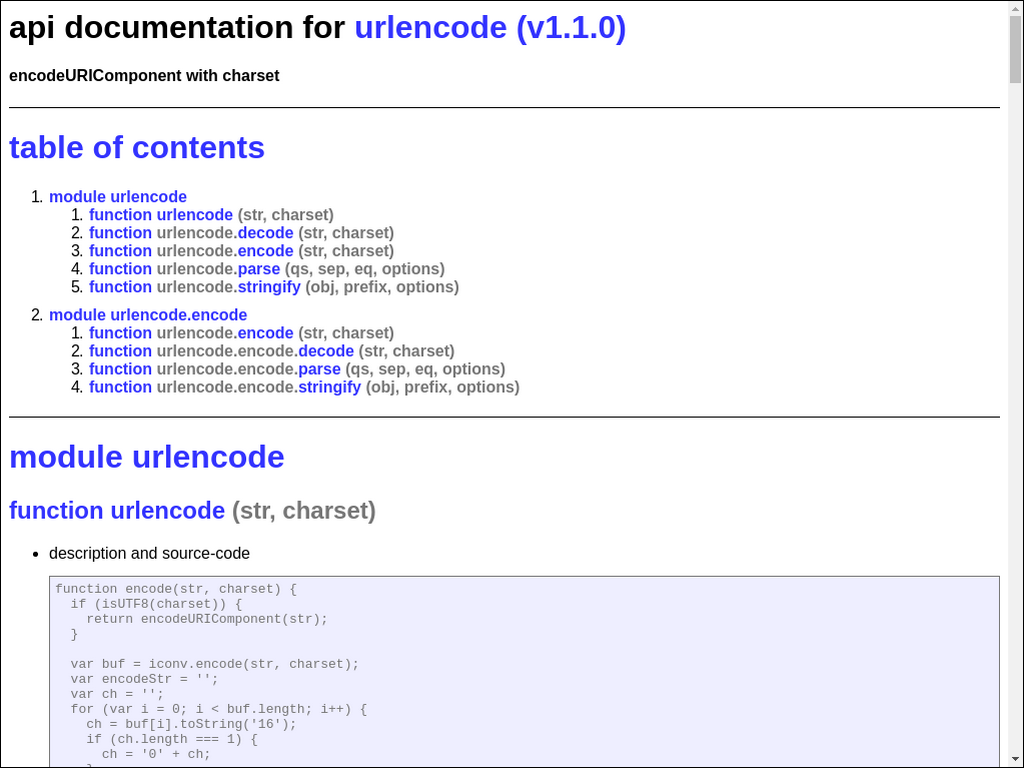 api documentation for urlencode (v1.1.0)
encodeURIComponent with charset
table of contents
1. module urlencode
1. function urlencode (str, charset)
2. function urlencode.decode (str, charset)
3. function urlencode.encode (str, charset)
4. function urlencode.parse (qs, sep, eq, options)
5. function urlencode.stringify (obj, prefix, options)
2. module urlencode.encode
1. function urlencode.encode (str, charset)
2. function urlencode.encode.decode (str, charset)
3. function urlencode.encode.parse (qs, sep, eq, options)
4. function urlencode.encode.stringify (obj, prefix, options)
module urlencode
function urlencode (str, charset)
• description and source-code
function encode(str, charset) {
  if (isUTF8(charset)) {
    return encodeURIComponent(str);
  }
  var buf = iconv.encode(str, charset);
  var encodeStr = '';
  var ch = '';
  for (var i = 0; i < buf.length; i++) {
    ch = buf[i].toString('16');
    if (ch.length === 1) {
      ch = '0' + ch;
    }